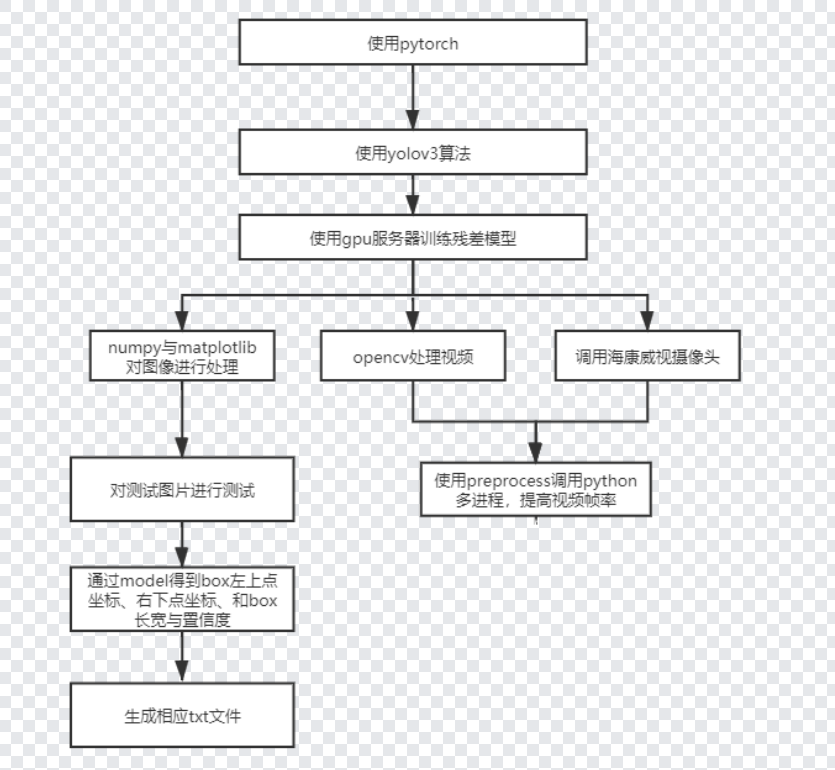 使用pytorch
使用yolov3算法
使用gpu服务器训练残差模型
numpy与matplotlib
对图像进行处理
opencv处理视频
调用海康威视摄像头
对测试图片进行测试
使用preprocess调用python
多进程，提高视频帧率
通过model得到box左上点
坐标、右下点坐标、和box
长宽与置信度
生成相应txt文件